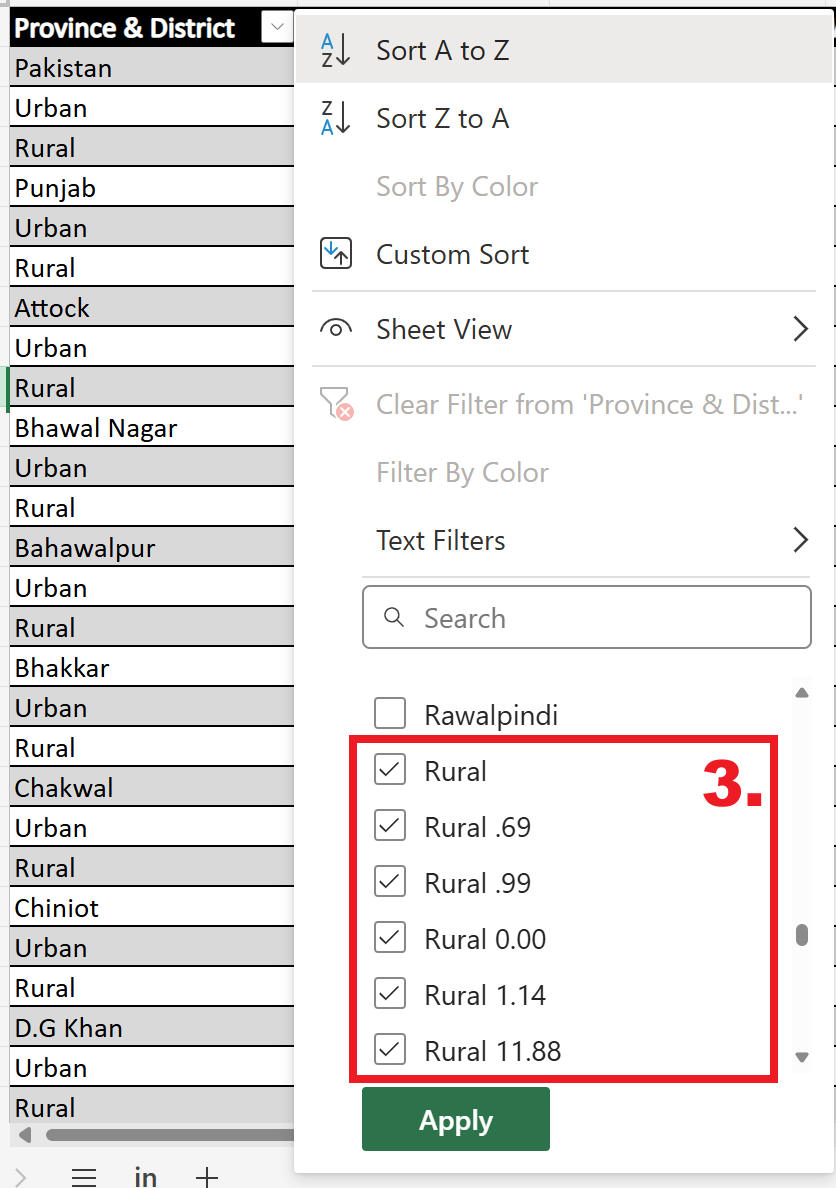 Province & District
Pakistan
Urban
Rural
Punjab
Urban
Rural
Attock
Urban
Rural
Bhawal Nagar
Urban
Rural
Bahawalpur
Urban
Rural
Bhakkar
Urban
Rural
Chakwal
Urban
Rural
Chiniot
Urban
Rural
D.G Khan
Urban
Rural
in
Sort A to Z
Sort Z to A
Sort By Color
Custom Sort
Sheet View
Clear Filter from 'Province & Dist...'
Filter By Color
Text Filters
Search
Rawalpindi
3.
Rural
Rural .69
Rural .99
Rural 0.00
Rural 1.14
Rural 11.88
Apply